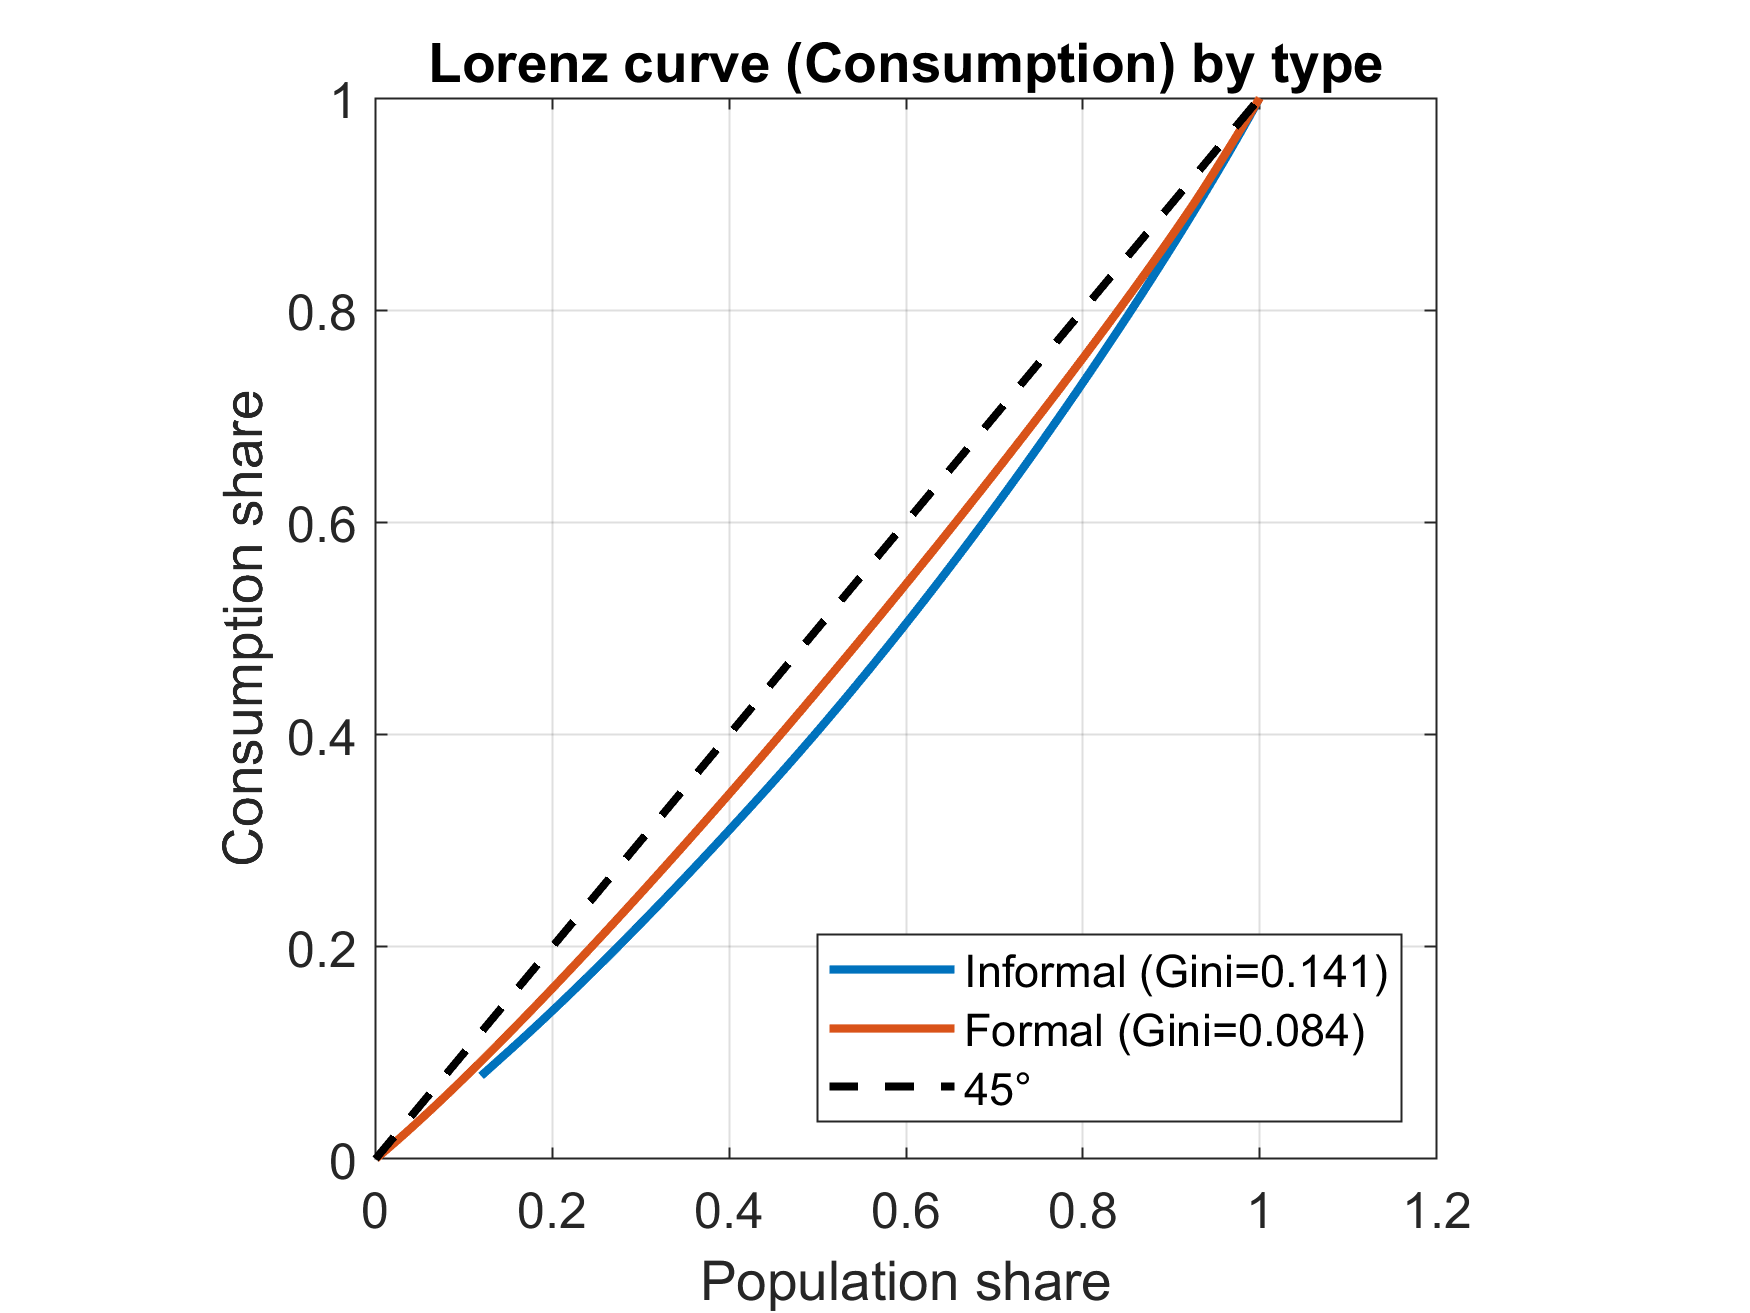 Lorenz curve (Consumption) by type
1
0.8
0.6
0.4
0.2
0
Consumption share
Informal (Gini=0.141)
Formal (Gini=0.084)
45°
0 0.2 0.4 0.6 0.8 1 1.2
Population share